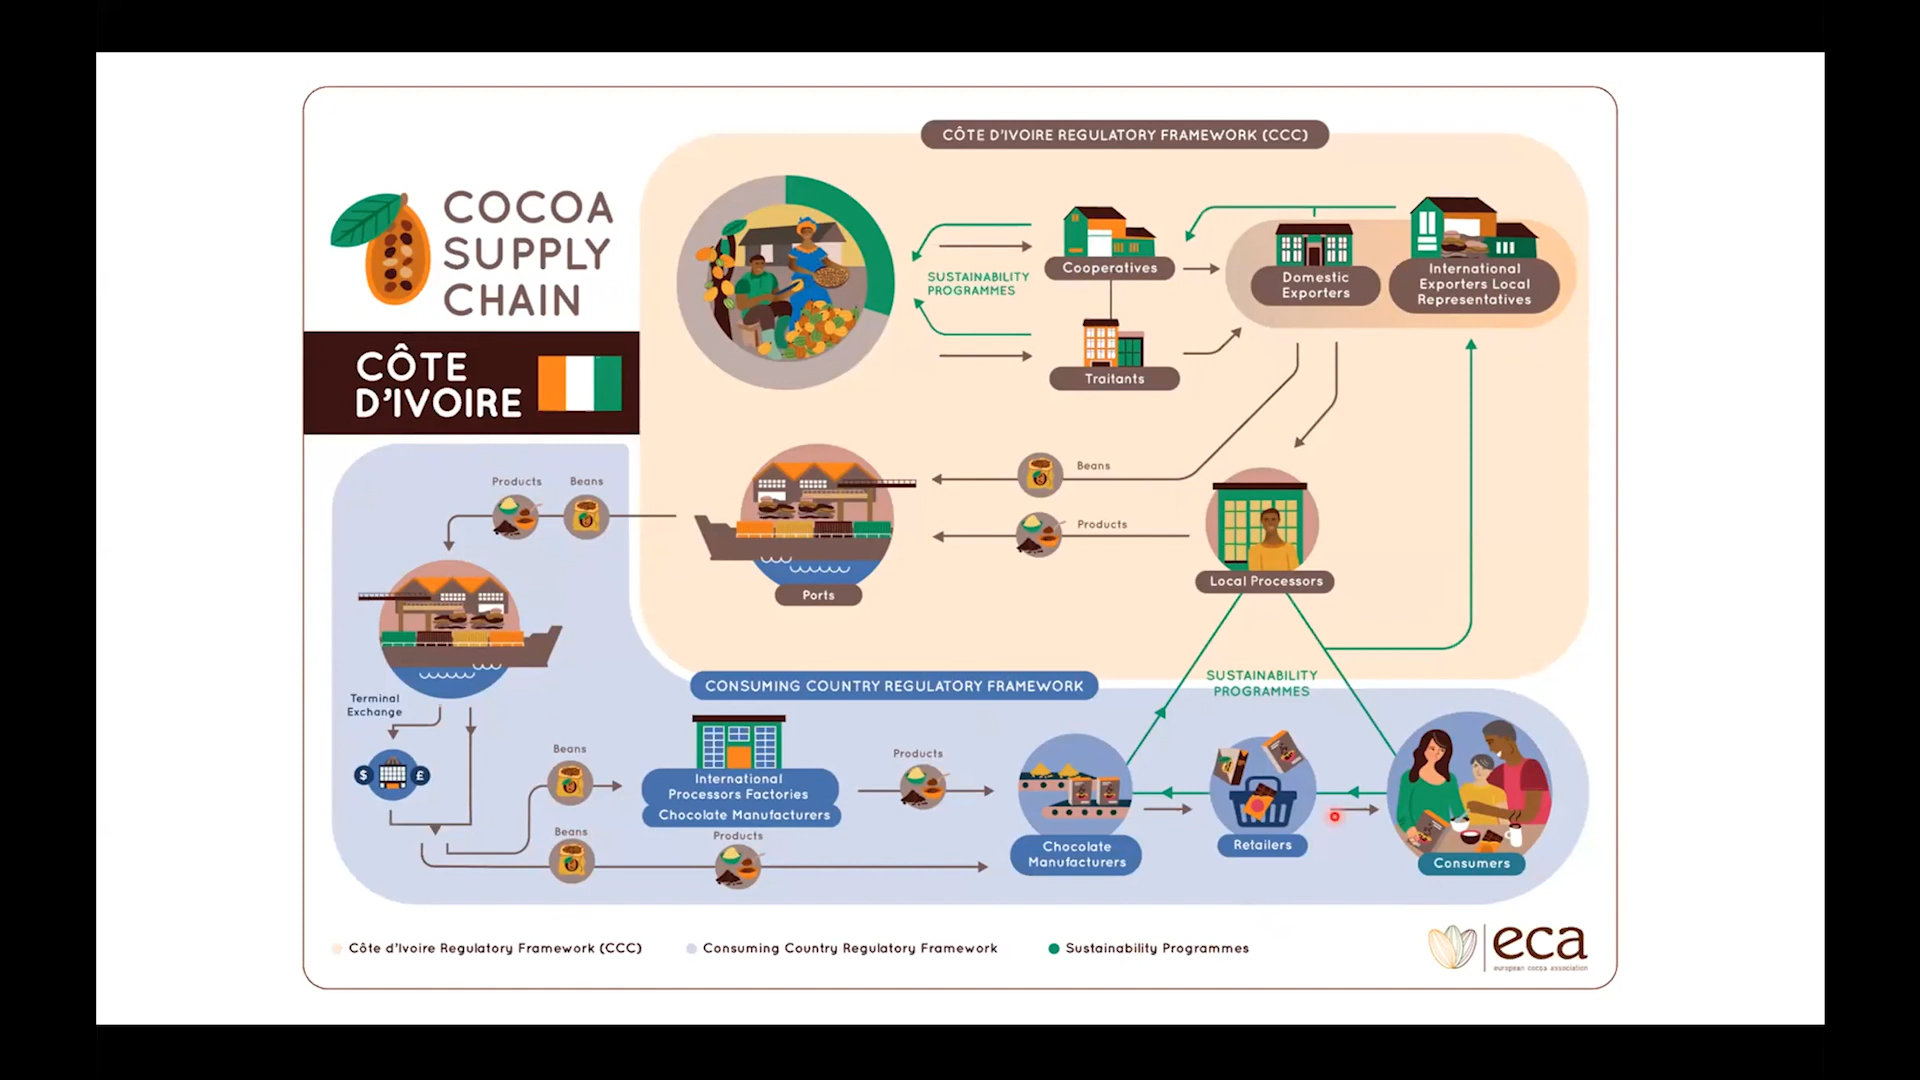 CÔTE D'IVOIRE REGULATORY FRAMEWORK (CCC)
COCOA
SUPPLY
CHAIN
CÔTE
D'IVOIRE
SUSTAINABILITY
PROGRAMMES
Cooperatives
Traitants
Domestic
Exporters
International
Exporters Local
Representatives
Beans
Products
Local Processors
Ports
Products
Beans
Terminal
Exchange
$
£
CONSUMING COUNTRY REGULATORY FRAMEWORK
SUSTAINABILITY
PROGRAMMES
Beans
International
Processors Factories
Chocolate Manufacturers
Products
Beans
Products
Chocolate
Manufacturers
Retailers
Consumers
Côte d'Ivoire Regulatory Framework (CCC)
Consuming Country Regulatory Framework
Sustainability Programmes
eca
european cocoa association